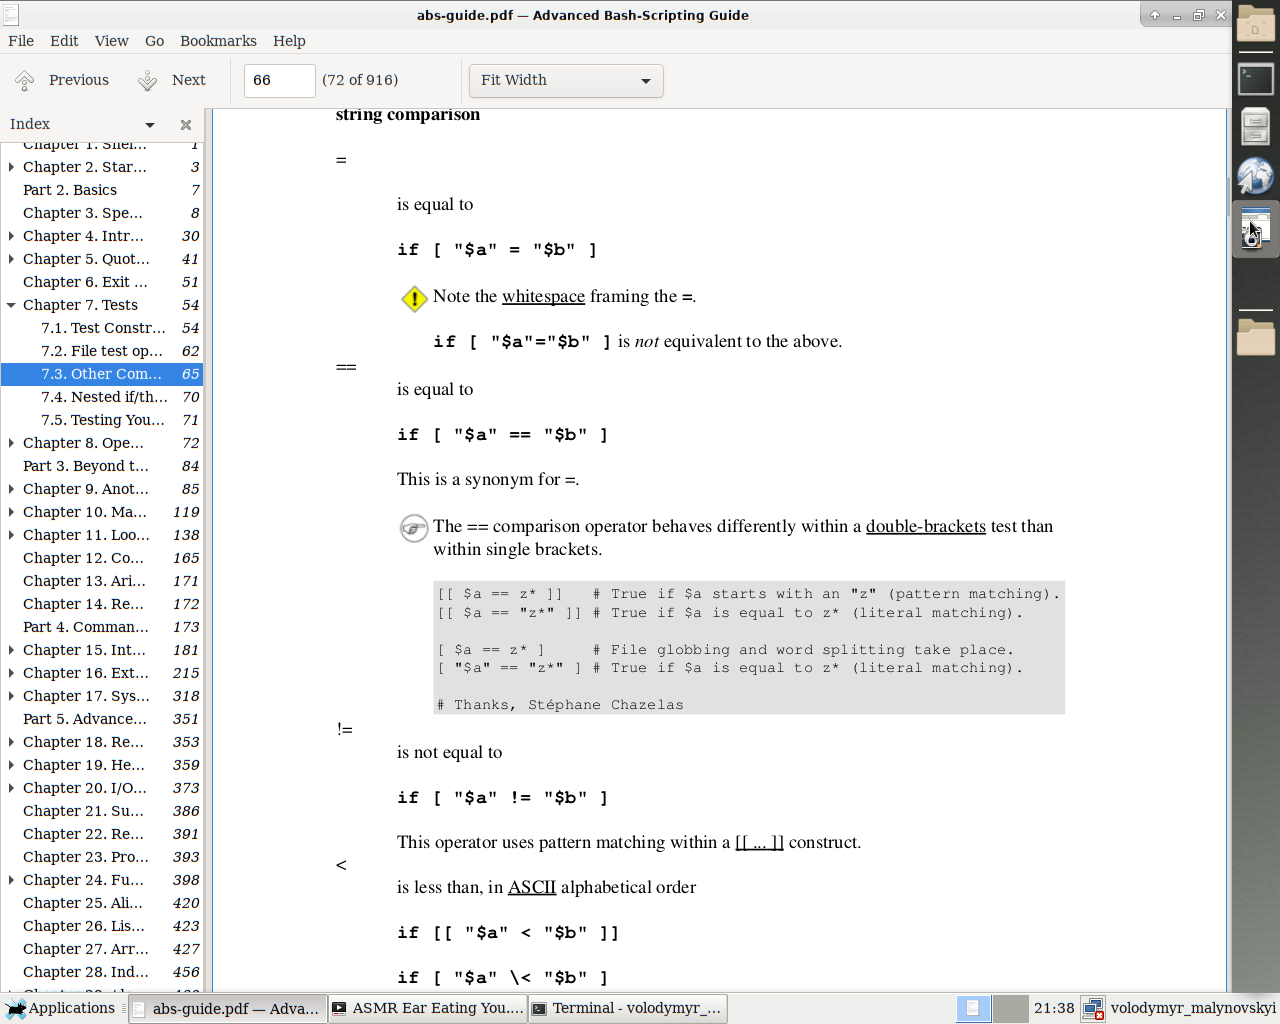 abs-guide.pdf — Advanced Bash-Scripting Guide
File Edit View Go Bookmarks Help
Previous Next 66 (72 of 916) Fit Width
Index
Chapter 1. Shel... 1
Chapter 2. Star... 3
Part 2. Basics 7
Chapter 3. Spe... 8
Chapter 4. Intr... 30
Chapter 5. Quot... 41
Chapter 6. Exit ... 51
Chapter 7. Tests 54
7.1. Test Constr... 54
7.2. File test op... 62
7.3. Other Com... 65
7.4. Nested if/th... 70
7.5. Testing You... 71
Chapter 8. Ope... 72
Part 3. Beyond t... 84
Chapter 9. Anot... 85
Chapter 10. Ma... 119
Chapter 11. Loo... 138
Chapter 12. Co... 165
Chapter 13. Ari... 171
Chapter 14. Re... 172
Part 4. Comman... 173
Chapter 15. Int... 181
Chapter 16. Ext... 215
Chapter 17. Sys... 318
Part 5. Advance... 351
Chapter 18. Re... 353
Chapter 19. He... 359
Chapter 20. I/O... 373
Chapter 21. Su... 386
Chapter 22. Re... 391
Chapter 23. Pro... 393
Chapter 24. Fu... 398
Chapter 25. Ali... 420
Chapter 26. Lis... 423
Chapter 27. Arr... 427
Chapter 28. Ind... 456
string comparison
=
is equal to
if [ "$a" = "$b" ]
Note the whitespace framing the =.
if [ "$a"="$b" ] is not equivalent to the above.
==
is equal to
if [ "$a" == "$b" ]
This is a synonym for =.
The == comparison operator behaves differently within a double-brackets test than
within single brackets.
[[ $a == z* ]]   # True if $a starts with an "z" (pattern matching).
[[ $a == "z*" ]] # True if $a is equal to z* (literal matching).
[ $a == z* ]     # File globbing and word splitting take place.
[ "$a" == "z*" ] # True if $a is equal to z* (literal matching).
# Thanks, Stéphane Chazelas
!=
is not equal to
if [ "$a" != "$b" ]
This operator uses pattern matching within a [[ ... ]] construct.
<
is less than, in ASCII alphabetical order
if [[ "$a" < "$b" ]]
if [ "$a" \< "$b" ]
Applications abs-guide.pdf — Adva... ASMR Ear Eating You.... Terminal - volodymyr_... 21:38 volodymyr_malynovskyi